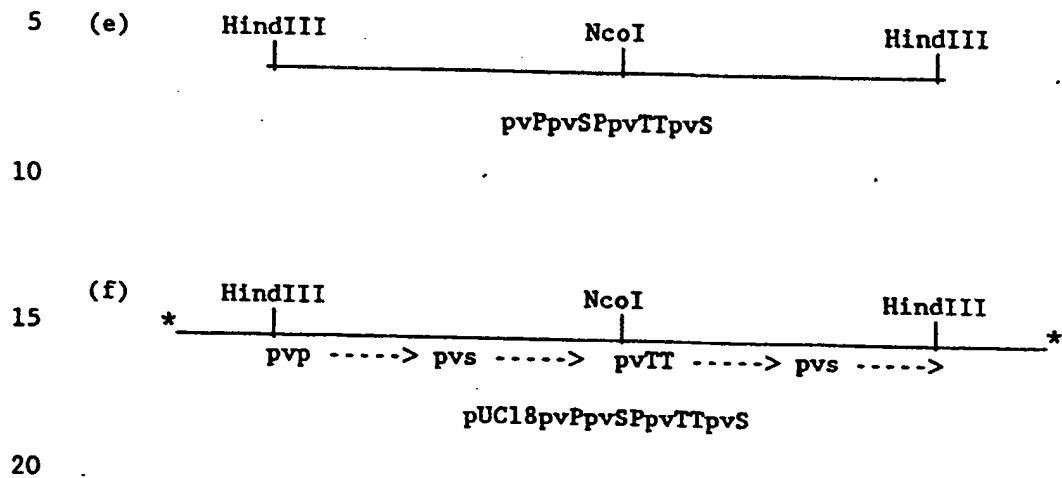 5 (e) HindIII NcoI HindIII
pvPpvSPpvTTpvS
10
(f) HindIII NcoI HindIII
15 * *
pvp -----> pvs -----> pvTT -----> pvs ----->
pUC18pvPpvSPpvTTpvS
20